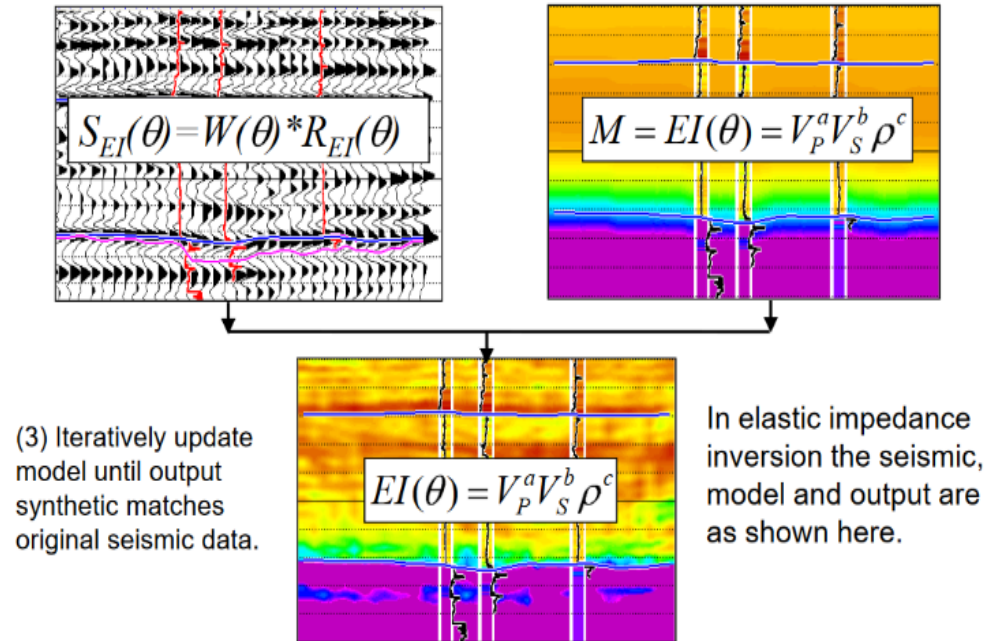 S_EI(θ)=W(θ)*R_EI(θ)
M = EI(θ) = V_P^a V_S^b ρ^c
(3) Iteratively update
model until output
synthetic matches
original seismic data.
EI(θ) = V_P^a V_S^b ρ^c
In elastic impedance
inversion the seismic,
model and output are
as shown here.